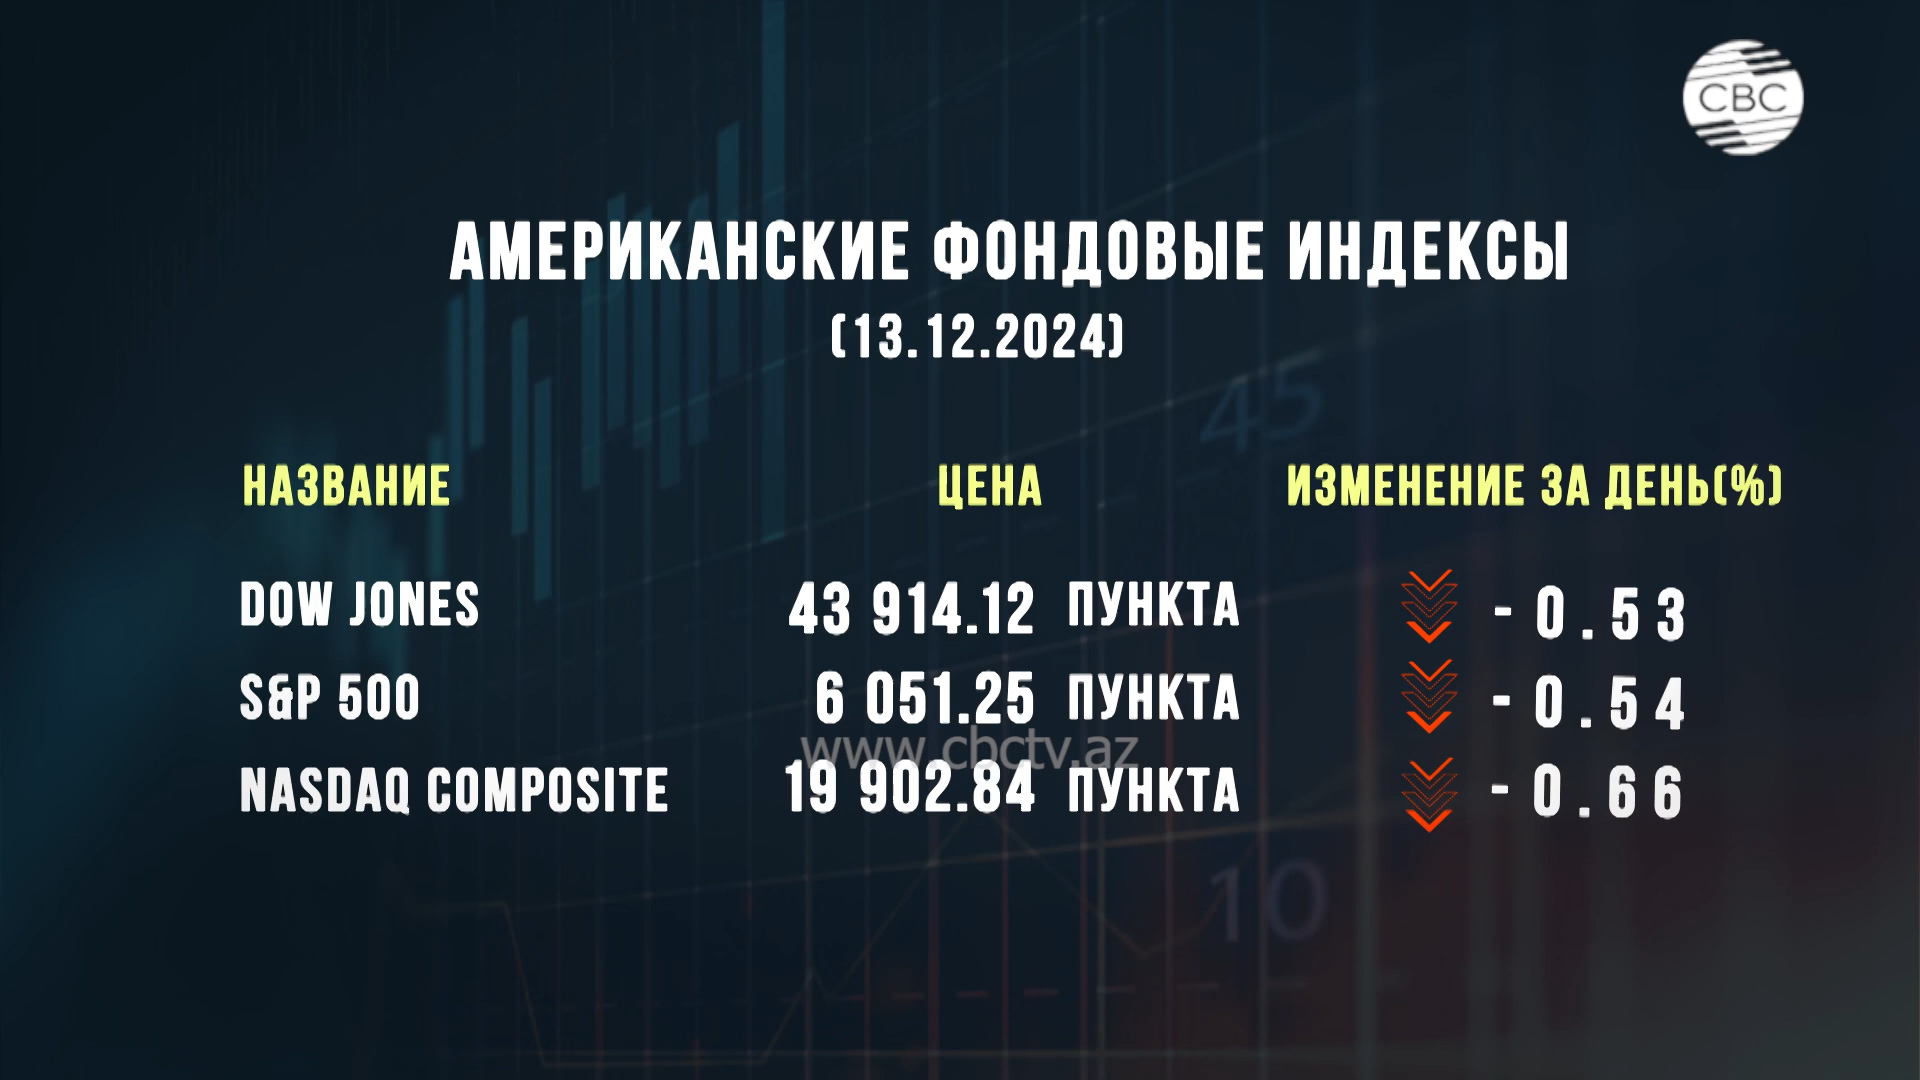 CBC
АМЕРИКАНСКИЕ ФОНДОВЫЕ ИНДЕКСЫ
(13.12.2024)
НАЗВАНИЕ ЦЕНА ИЗМЕНЕНИЕ ЗА ДЕНЬ(%)
45
DOW JONES 43 914.12 ПУНКТА - 0.53
S&P 500 6 051.25 ПУНКТА - 0.54
www.cbctv.az
NASDAQ COMPOSITE 19 902.84 ПУНКТА - 0.66
10